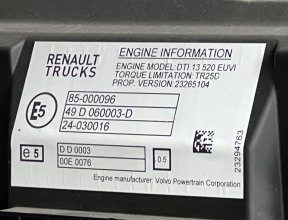 RENAULT
TRUCKS
ENGINE INFORMATION
ENGINE MODEL:DTI 13 520 EUVI
TORQUE LIMITATION: TR25D
PROP. VERSION:23265104
E5
85-000096
49 D 060003-D
24-030016
e 5
D D 0003
00E 0076
0.5
23294763
Engine manufacturer: Volvo Powertrain Corporation